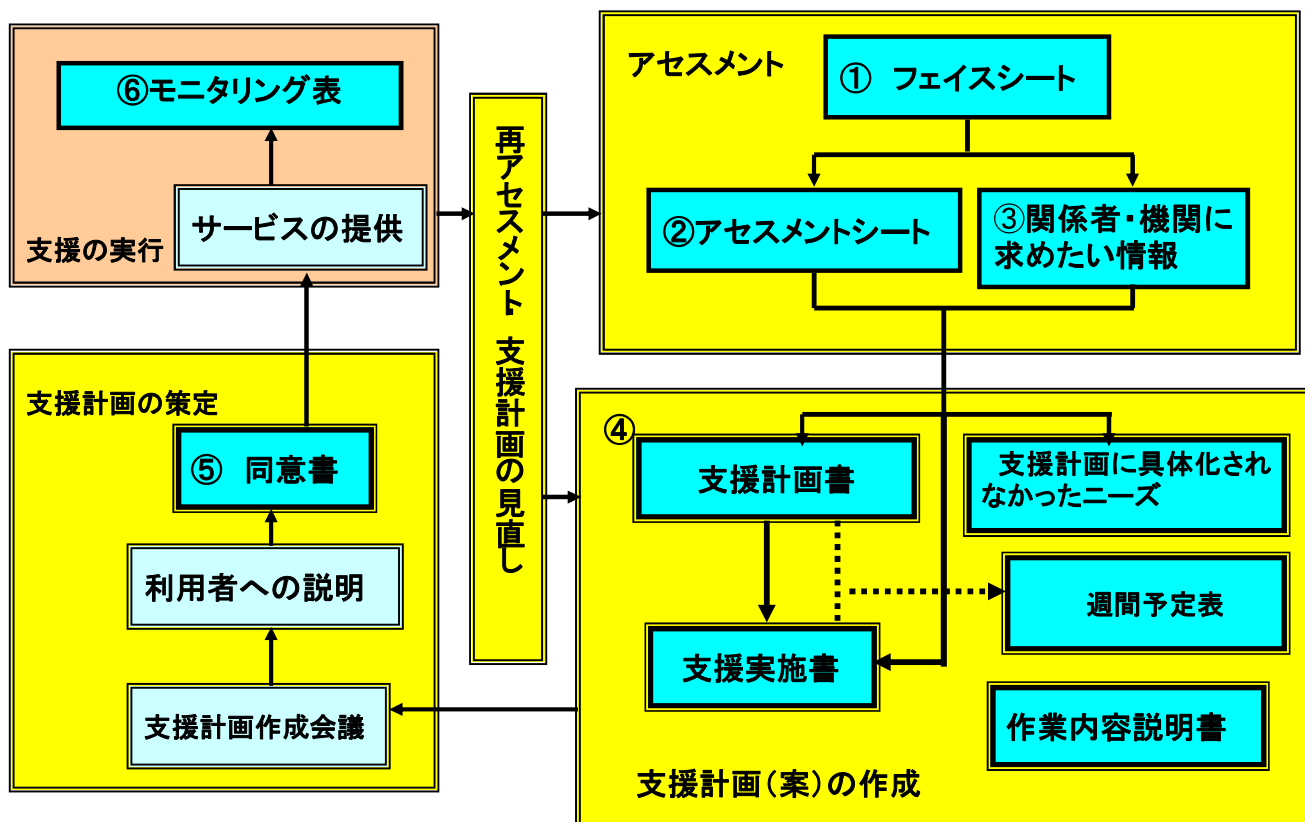 ⑥モニタリング表
サービスの提供
支援の実行
再アセスメント・支援計画の見直し
アセスメント
① フェイスシート
②アセスメントシート
③関係者・機関に
求めたい情報
支援計画の策定
⑤ 同意書
利用者への説明
支援計画作成会議
④
支援計画書
支援計画に具体化され
なかったニーズ
週間予定表
支援実施書
作業内容説明書
支援計画（案）の作成